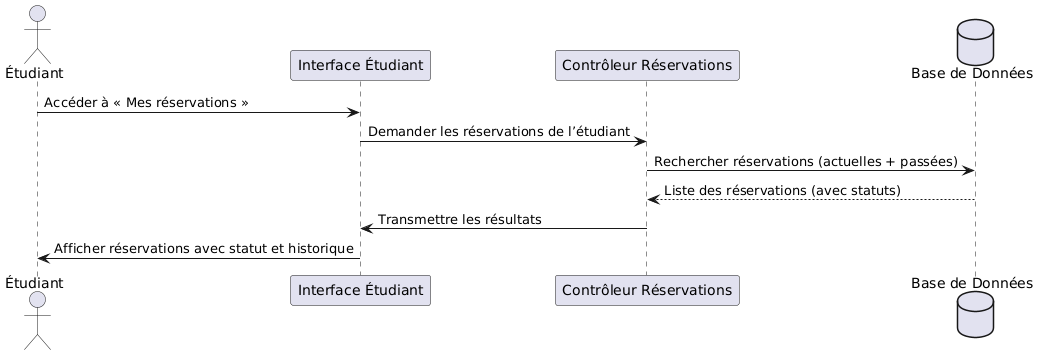 Étudiant
Interface Étudiant
Contrôleur Réservations
Base de Données
Accéder à « Mes réservations »
Demander les réservations de l’étudiant
Rechercher réservations (actuelles + passées)
Liste des réservations (avec statuts)
Transmettre les résultats
Afficher réservations avec statut et historique
Étudiant
Interface Étudiant
Contrôleur Réservations
Base de Données